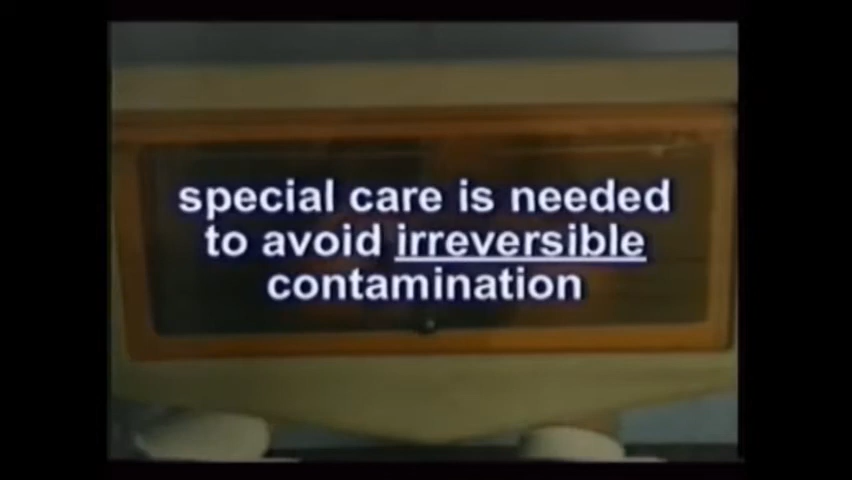 special care is needed
to avoid irreversible
contamination